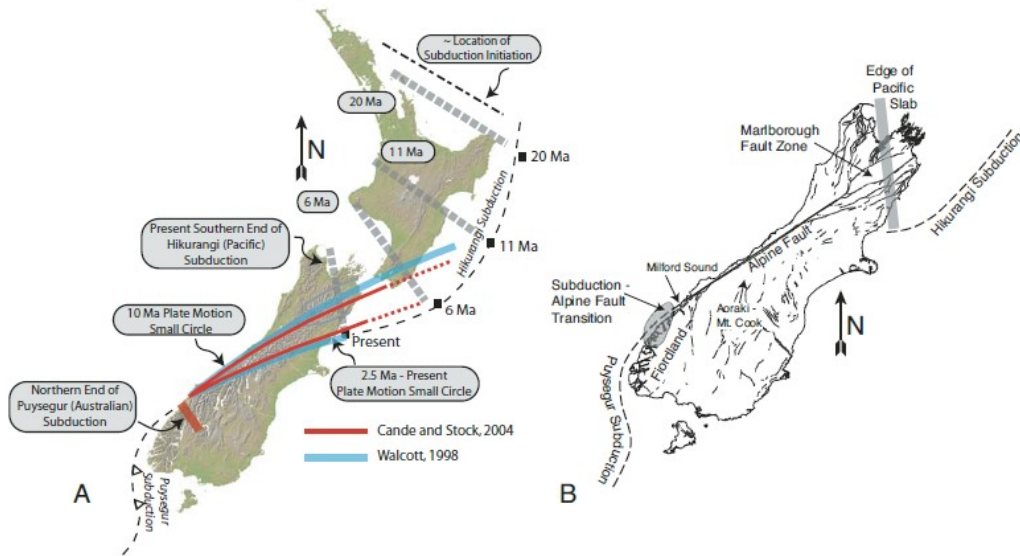 ~ Location of
Subduction Initiation
20 Ma
N
11 Ma
20 Ma
6 Ma
Hikurangi Subduction
Present Southern End of
Hikurangi (Pacific)
Subduction
11 Ma
10 Ma Plate Motion
Small Circle
6 Ma
Present
2.5 Ma - Present
Plate Motion Small Circle
Northern End of
Puysegur (Australian)
Subduction
Cande and Stock, 2004
Walcott, 1998
A
Puysegur
Subduction
Edge of
Pacific
Slab
Marlborough
Fault Zone
Hikurangi Subduction
Alpine Fault
Milford Sound
Subduction -
Alpine Fault
Transition
Aoraki -
Mt. Cook
N
Fiordland
Puysegur Subduction
B